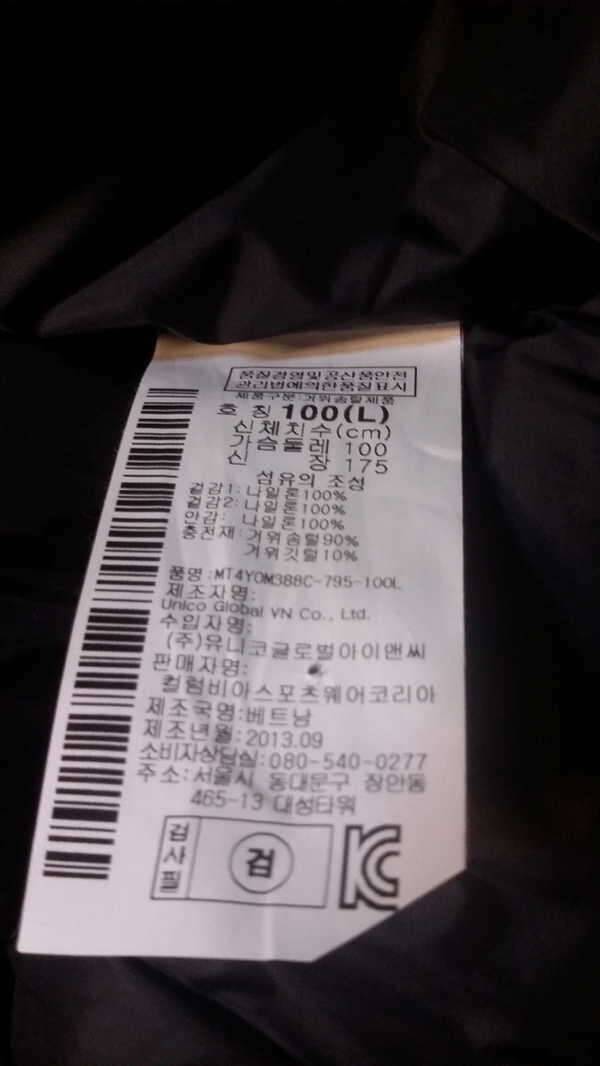 품질경영및공산품안전
관리법에의한품질표시
제품구분:거위솜털제품
호 칭 100(L)
신체치수(cm)
가슴둘레 100
신 장 175
섬유의 조성
겉감1: 나일론100%
겉감2: 나일론100%
안감: 나일론100%
충전재: 거위솜털90%
거위깃털10%
품명:MT4YOM388C-795-100L
제조자명:
Unico Global VN Co., Ltd.
수입자명:
(주)유니코글로벌아이앤씨
판매자명:
컬럼비아스포츠웨어코리아
제조국명:베트남
제조년월:2013.09
소비자상담실:080-540-0277
주소:서울시 동대문구 장안동
465-13 대성타워
검사필
검
KC